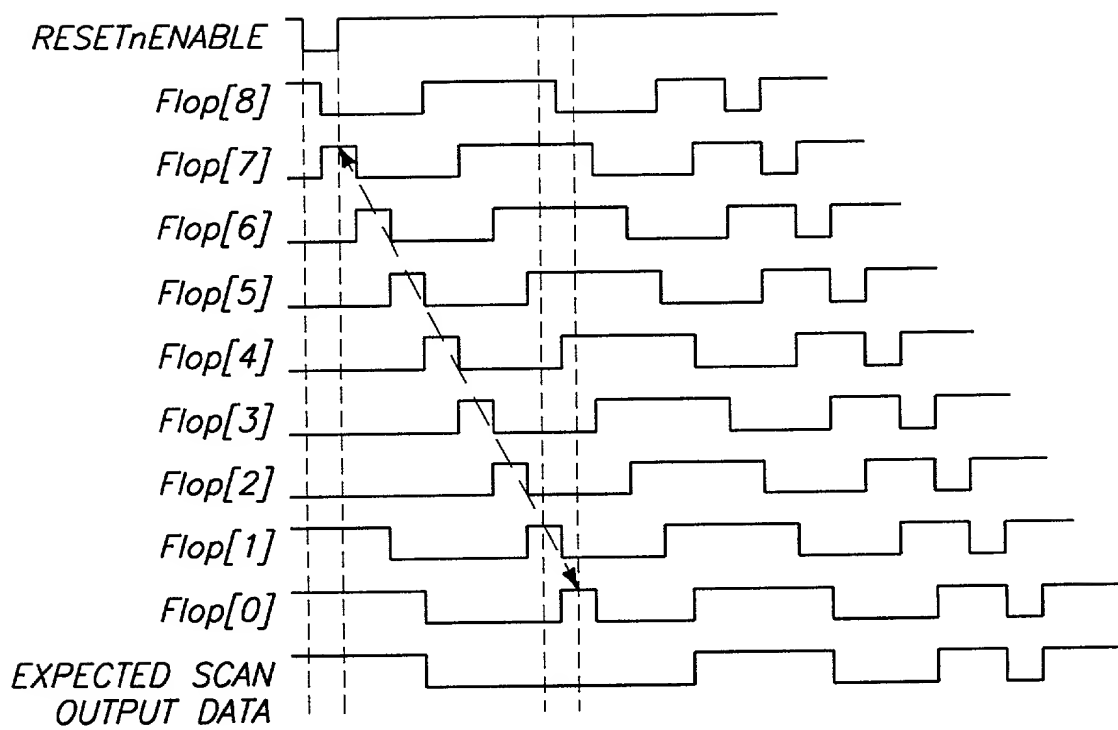 RESETnENABLE
Flop[8]
Flop[7]
Flop[6]
Flop[5]
Flop[4]
Flop[3]
Flop[2]
Flop[1]
Flop[0]
EXPECTED SCAN
OUTPUT DATA